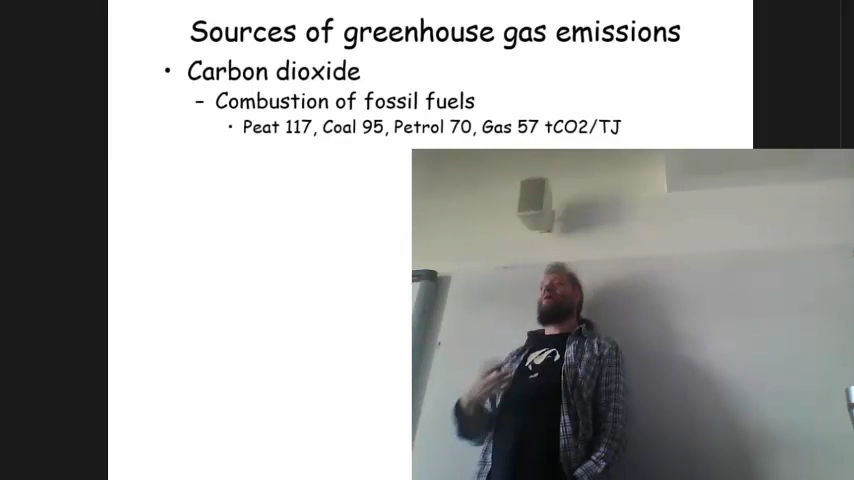 Sources of greenhouse gas emissions
• Carbon dioxide
– Combustion of fossil fuels
• Peat 117, Coal 95, Petrol 70, Gas 57 tCO2/TJ